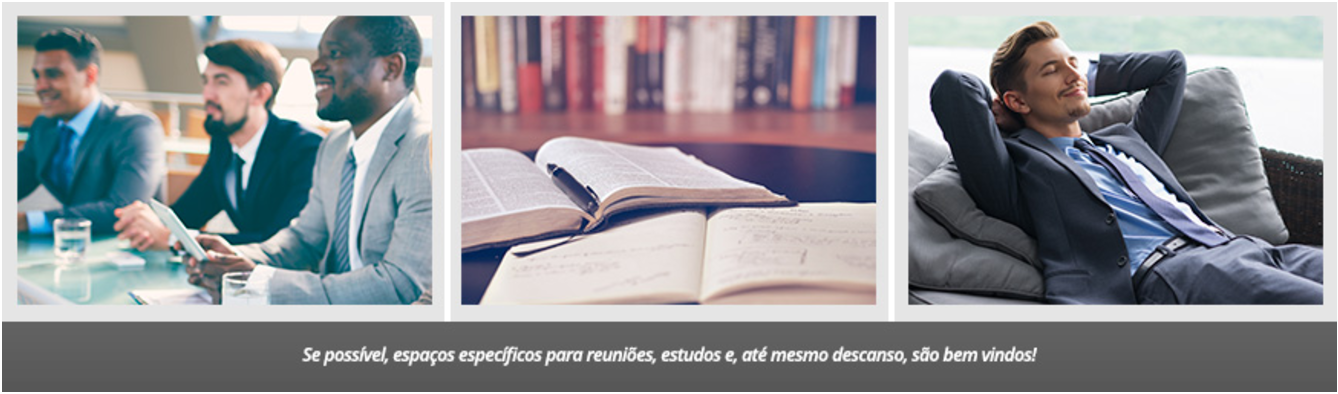 Se possível, espaços específicos para reuniões, estudos e, até mesmo descanso, são bem vindos!